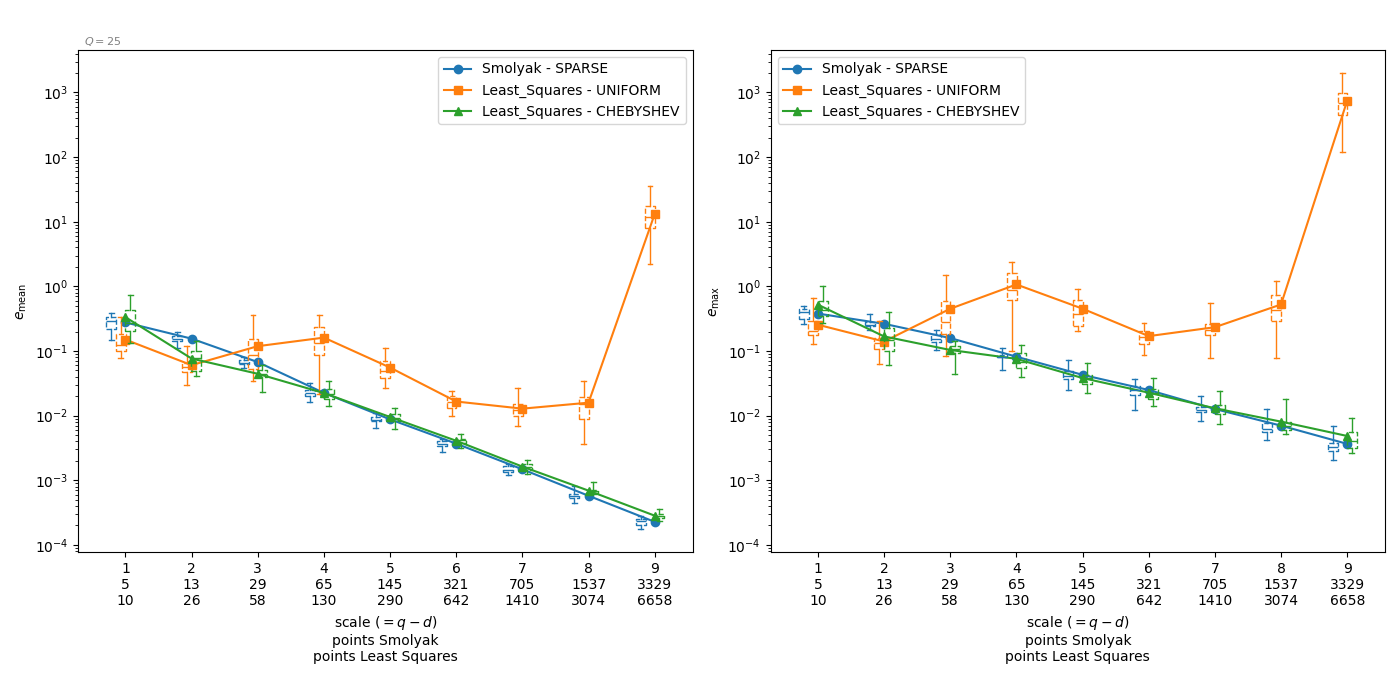 Q = 25
Smolyak - SPARSE
Least_Squares - UNIFORM
Least_Squares - CHEBYSHEV
10³
10²
10¹
10⁰
10⁻¹
10⁻²
10⁻³
10⁻⁴
e_mean
1 2 3 4 5 6 7 8 9
5 13 29 65 145 321 705 1537 3329
10 26 58 130 290 642 1410 3074 6658
scale (= q − d)
points Smolyak
points Least Squares
Smolyak - SPARSE
Least_Squares - UNIFORM
Least_Squares - CHEBYSHEV
10³
10²
10¹
10⁰
10⁻¹
10⁻²
10⁻³
10⁻⁴
e_max
1 2 3 4 5 6 7 8 9
5 13 29 65 145 321 705 1537 3329
10 26 58 130 290 642 1410 3074 6658
scale (= q − d)
points Smolyak
points Least Squares